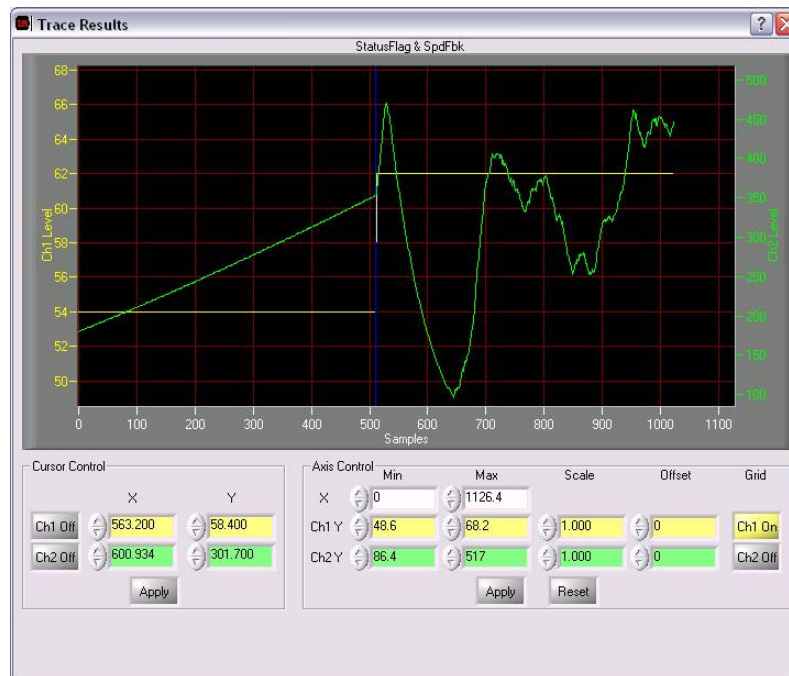 IR Trace Results ?
StatusFlag & SpdFbk
68
66
64
62
60
58
56
54
52
50
Ch1 Level
500
450
400
350
300
250
200
150
100
Ch2 Level
0 100 200 300 400 500 600 700 800 900 1000 1100
Samples
Cursor Control
X Y
Ch1 Off 563.200 58.400
Ch2 Off 600.934 301.700
Apply
Axis Control
Min Max Scale Offset Grid
X 0 1126.4
Ch1 Y 48.6 68.2 1.000 0 Ch1 On
Ch2 Y 86.4 517 1.000 0 Ch2 Off
Apply Reset